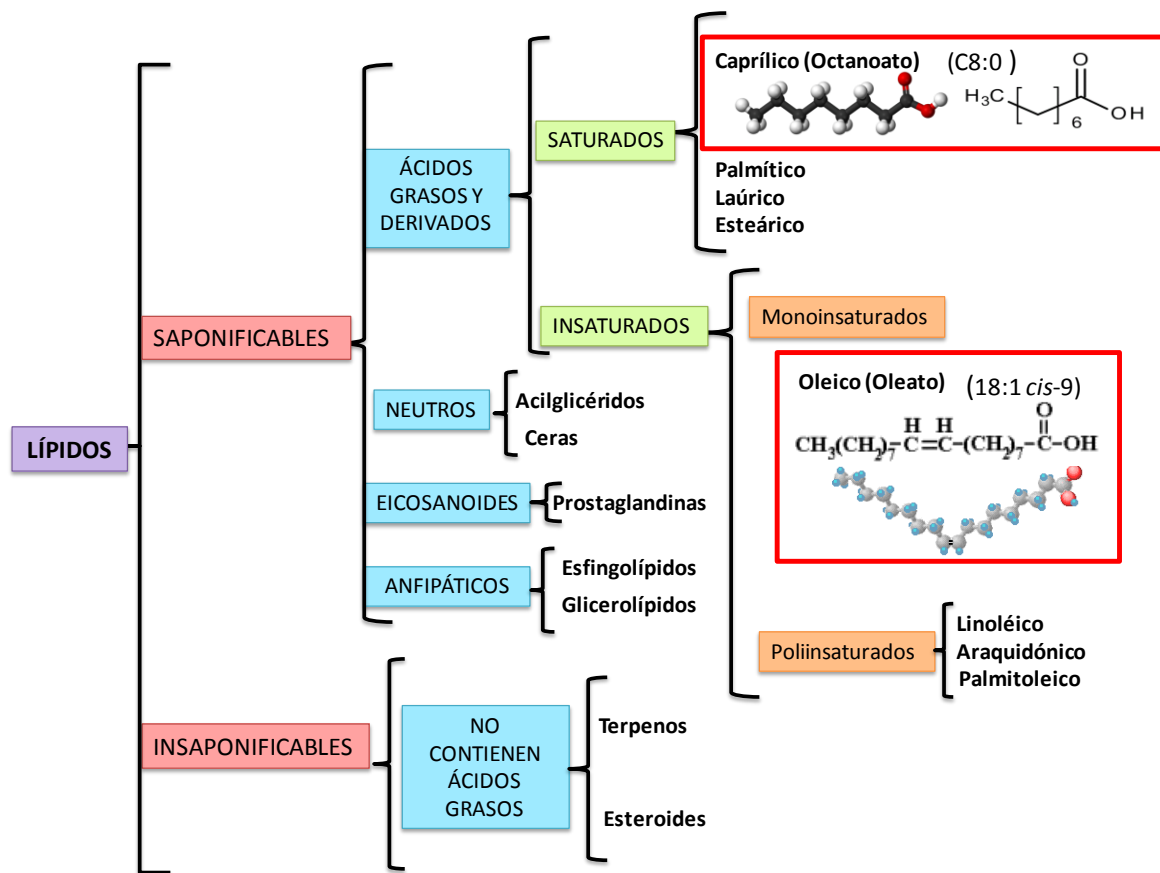 LÍPIDOS
SAPONIFICABLES
ÁCIDOS
GRASOS Y
DERIVADOS
SATURADOS
Caprílico (Octanoato) (C8:0 )
O
H₃C
6
OH
Palmítico
Laúrico
Esteárico
INSATURADOS
Monoinsaturados
Oleico (Oleato) (18:1 cis-9)
H H O
CH₃(CH₂)₇-C=C-(CH₂)₇-C-OH
Poliinsaturados
Linoléico
Araquidónico
Palmitoleico
NEUTROS
Acilglicéridos
Ceras
EICOSANOIDES
Prostaglandinas
ANFIPÁTICOS
Esfingolípidos
Glicerolípidos
INSAPONIFICABLES
NO
CONTIENEN
ÁCIDOS
GRASOS
Terpenos
Esteroides